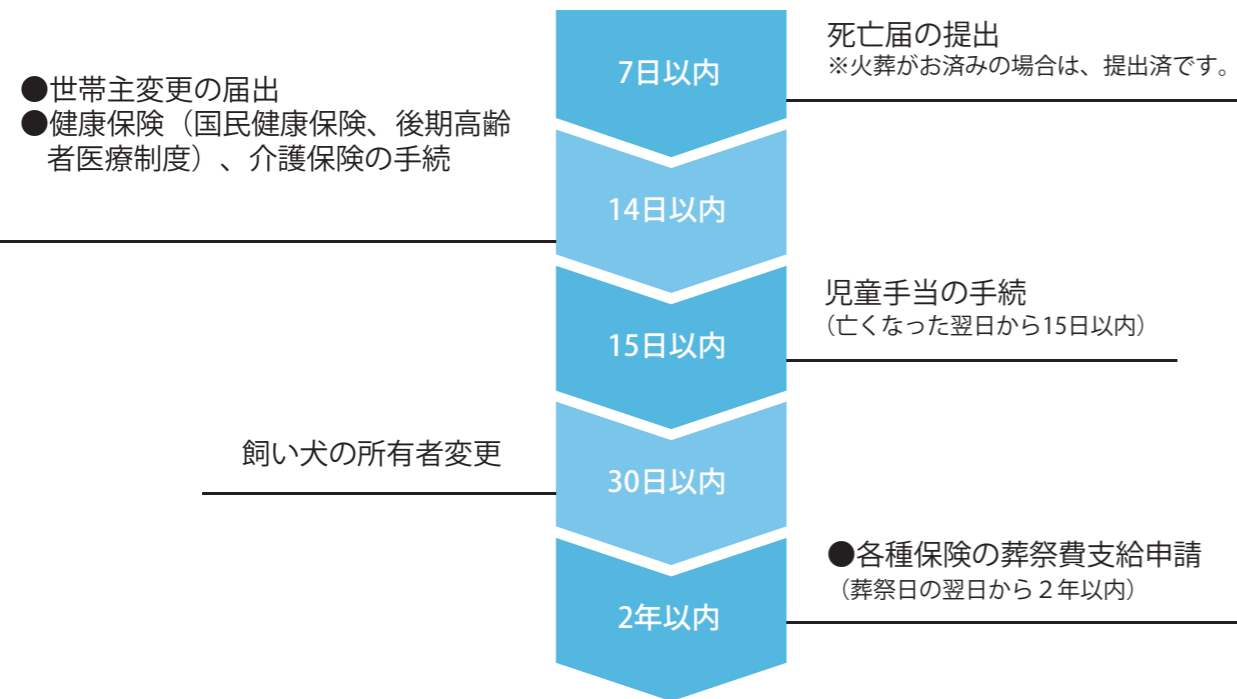 7日以内
死亡届の提出
※火葬がお済みの場合は、提出済です。
●世帯主変更の届出
●健康保険（国民健康保険、後期高齢
者医療制度）、介護保険の手続
14日以内
15日以内
児童手当の手続
（亡くなった翌日から15日以内）
飼い犬の所有者変更
30日以内
2年以内
●各種保険の葬祭費支給申請
（葬祭日の翌日から２年以内）